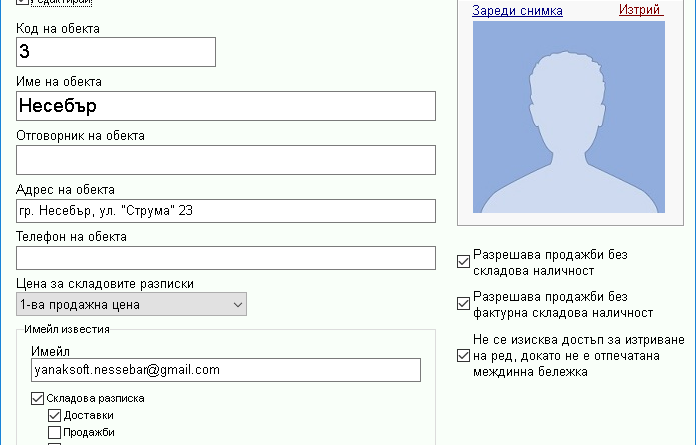 Редактирай
Код на обекта
3
Име на обекта
Несебър
Отговорник на обекта
Адрес на обекта
гр. Несебър, ул. "Струма" 23
Телефон на обекта
Цена за складовите разписки
1-ва продажна цена
Имейл известия
Имейл
yanaksoft.nessebar@gmail.com
Складова разписка
Доставки
Продажби
Зареди снимка Изтрий
Разрешава продажби без
складова наличност
Разрешава продажби без
фактурна складова наличност
Не се изисква достъп за изтриване
на ред, докато не е отпечатана
междинна бележка